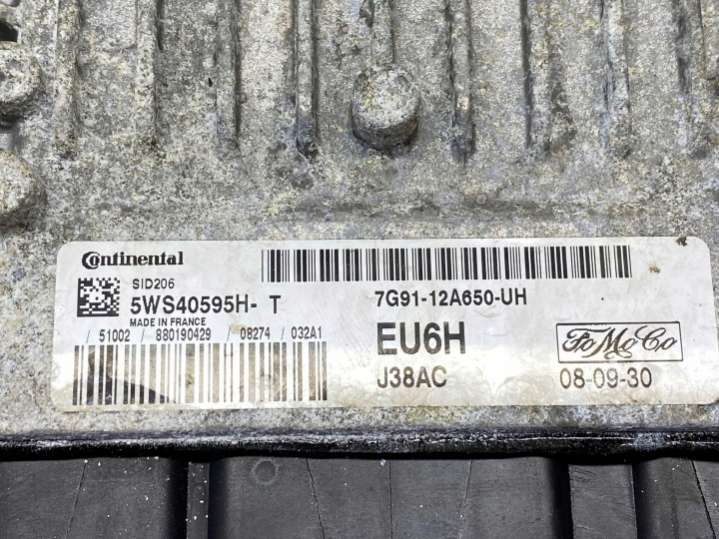 Continental
SID206
5WS40595H- T
MADE IN FRANCE
/ 51002 / 880190429 / 08274 / 032A1
7G91-12A650-UH
EU6H
FoMoCo
J38AC
08-09-30